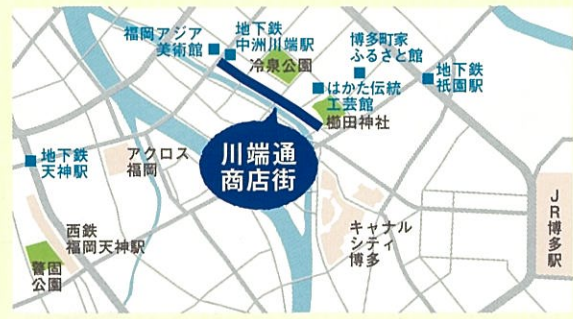 福岡アジア
美術館
地下鉄
中洲川端駅
冷泉公園
博多町家
ふるさと館
地下鉄
祇園駅
はかた伝統
工芸館
櫛田神社
川端通
商店街
地下鉄
天神駅
アクロス
福岡
西鉄
福岡天神駅
警固
公園
キャナル
シティ
博多
JR博多駅